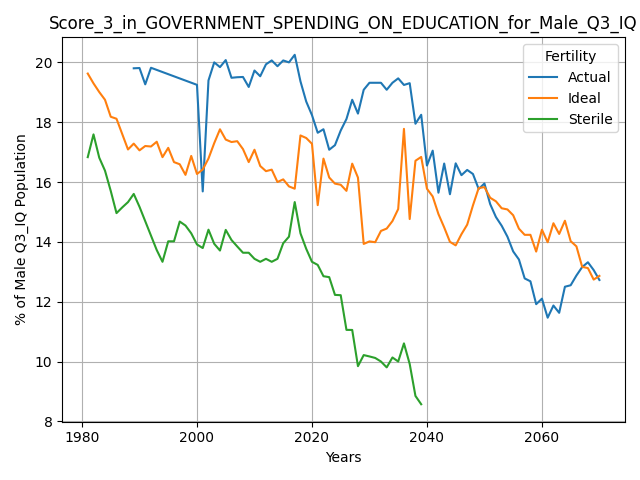 Score_3_in_GOVERNMENT_SPENDING_ON_EDUCATION_for_Male_Q3_IQ
Fertility
Actual
Ideal
Sterile
% of Male Q3_IQ Population
20
18
16
14
12
10
8
1980
2000
2020
2040
2060
Years